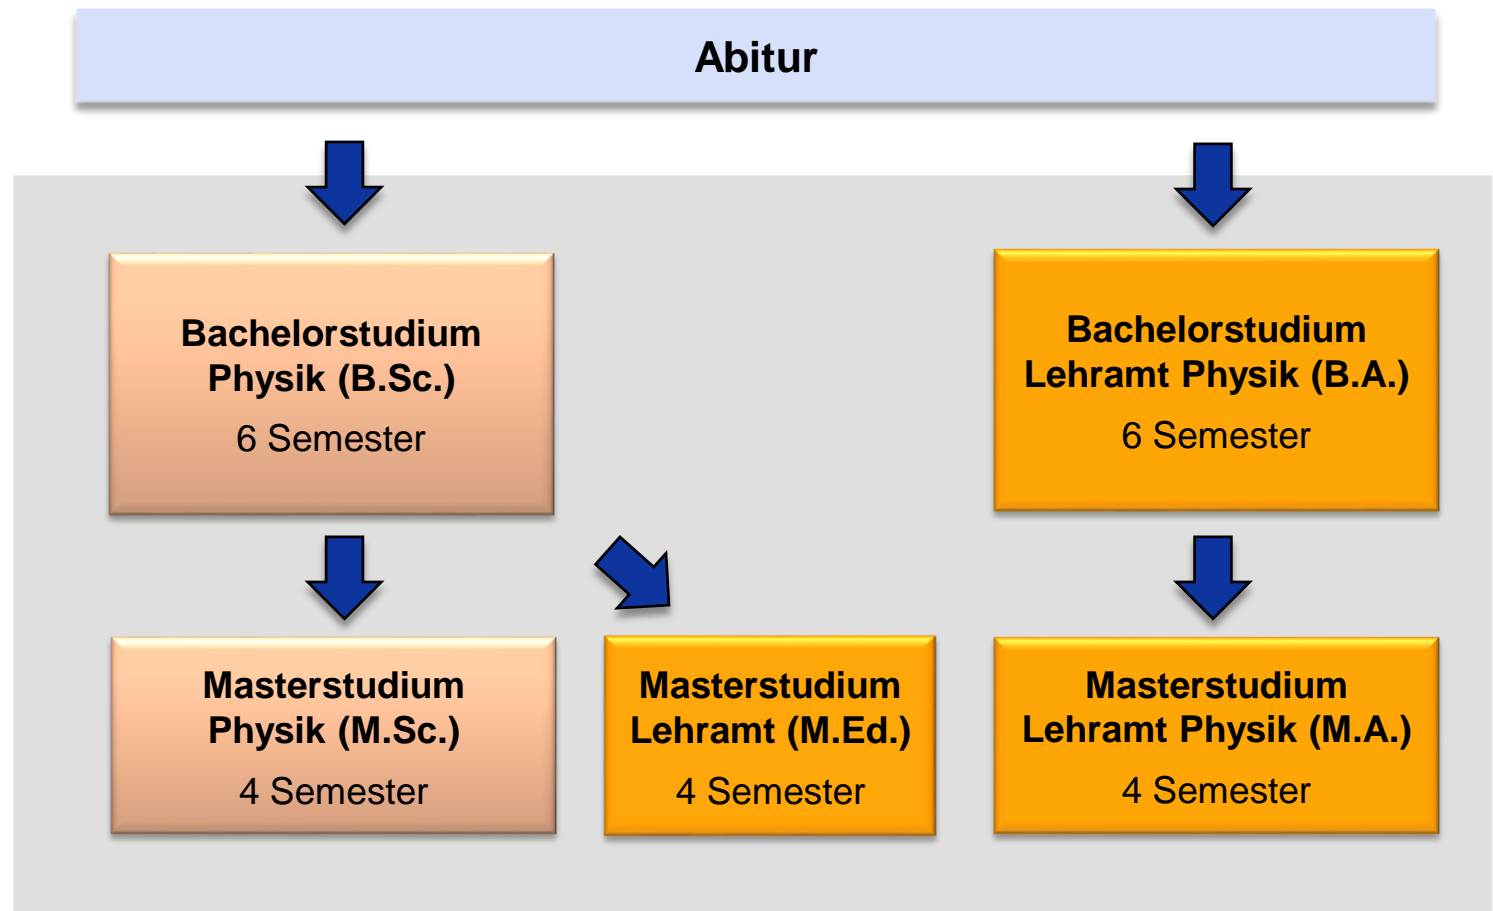 Abitur
Bachelorstudium
Physik (B.Sc.)
6 Semester
Bachelorstudium
Lehramt Physik (B.A.)
6 Semester
Masterstudium
Physik (M.Sc.)
4 Semester
Masterstudium
Lehramt (M.Ed.)
4 Semester
Masterstudium
Lehramt Physik (M.A.)
4 Semester